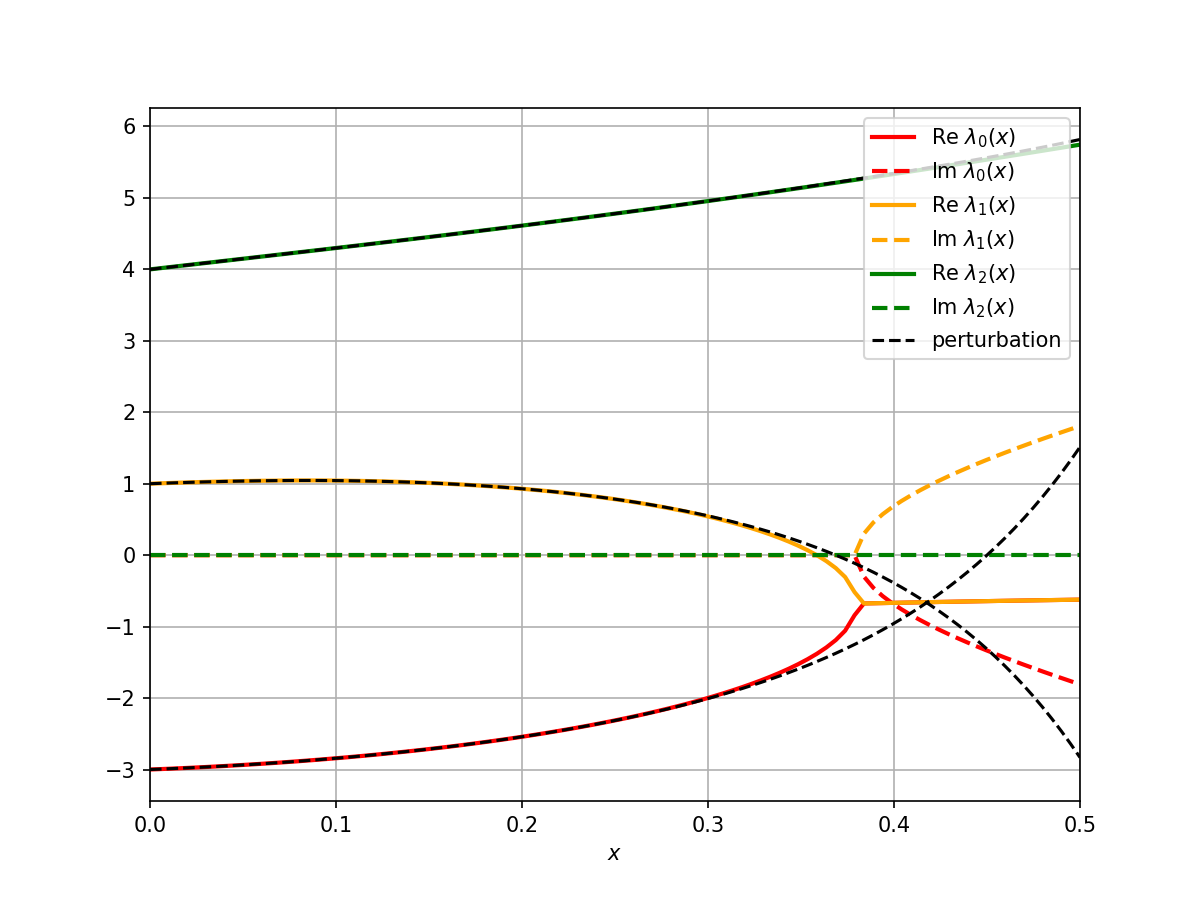 6
5
4
3
2
1
0
−1
−2
−3
0.0 0.1 0.2 0.3 0.4 0.5
x
Re λ₀(x)
Im λ₀(x)
Re λ₁(x)
Im λ₁(x)
Re λ₂(x)
Im λ₂(x)
perturbation